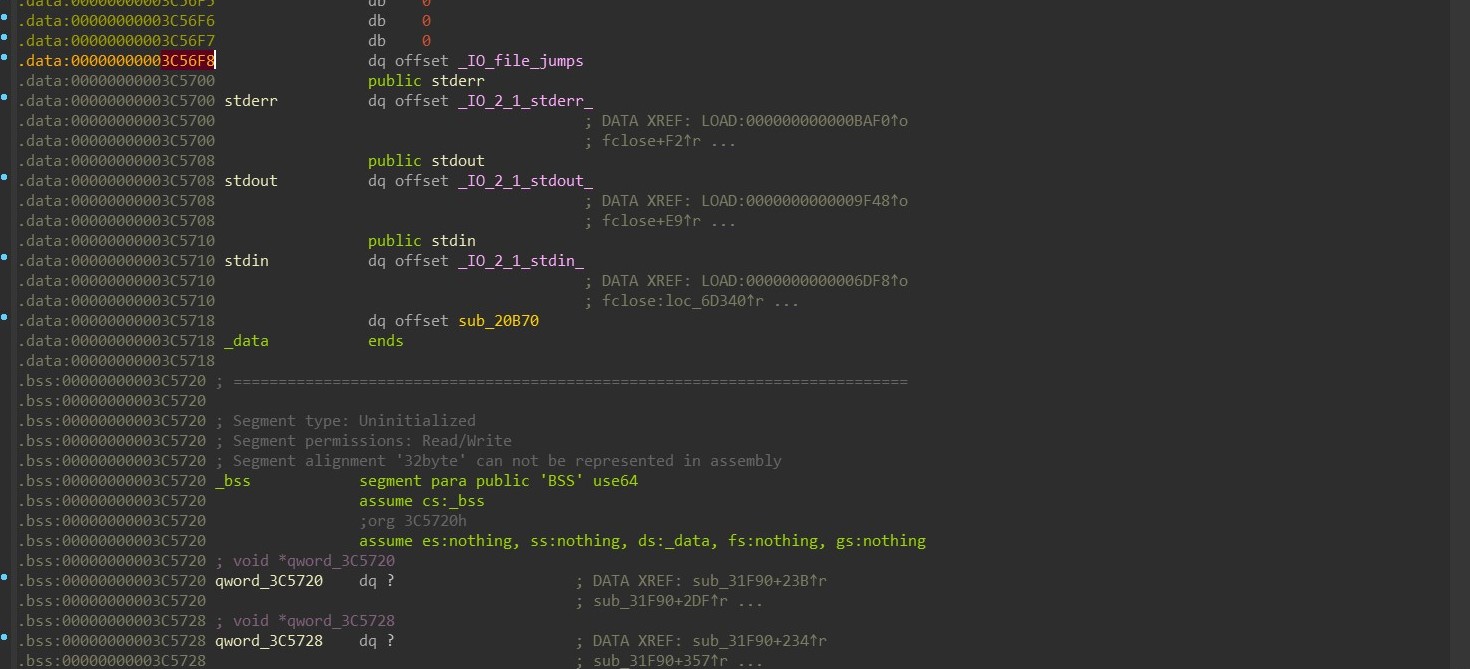 .data:00000000003C56F5 db 0
.data:00000000003C56F6 db 0
.data:00000000003C56F7 db 0
.data:00000000003C56F8 dq offset _IO_file_jumps
.data:00000000003C5700 public stderr
.data:00000000003C5700 stderr dq offset _IO_2_1_stderr_
.data:00000000003C5700 ; DATA XREF: LOAD:000000000000BAF0↑o
.data:00000000003C5700 ; fclose+F2↑r ...
.data:00000000003C5708 public stdout
.data:00000000003C5708 stdout dq offset _IO_2_1_stdout_
.data:00000000003C5708 ; DATA XREF: LOAD:0000000000009F48↑o
.data:00000000003C5708 ; fclose+E9↑r ...
.data:00000000003C5710 public stdin
.data:00000000003C5710 stdin dq offset _IO_2_1_stdin_
.data:00000000003C5710 ; DATA XREF: LOAD:0000000000006DF8↑o
.data:00000000003C5710 ; fclose:loc_6D340↑r ...
.data:00000000003C5718 dq offset sub_20B70
.data:00000000003C5718 _data ends
.data:00000000003C5718
.bss:00000000003C5720 ; ===========================================================================
.bss:00000000003C5720
.bss:00000000003C5720 ; Segment type: Uninitialized
.bss:00000000003C5720 ; Segment permissions: Read/Write
.bss:00000000003C5720 ; Segment alignment '32byte' can not be represented in assembly
.bss:00000000003C5720 _bss segment para public 'BSS' use64
.bss:00000000003C5720 assume cs:_bss
.bss:00000000003C5720 ;org 3C5720h
.bss:00000000003C5720 assume es:nothing, ss:nothing, ds:_data, fs:nothing, gs:nothing
.bss:00000000003C5720 ; void *qword_3C5720
.bss:00000000003C5720 qword_3C5720 dq ? ; DATA XREF: sub_31F90+23B↑r
.bss:00000000003C5720 ; sub_31F90+2DF↑r ...
.bss:00000000003C5728 ; void *qword_3C5728
.bss:00000000003C5728 qword_3C5728 dq ? ; DATA XREF: sub_31F90+234↑r
.bss:00000000003C5728 ; sub_31F90+357↑r ...